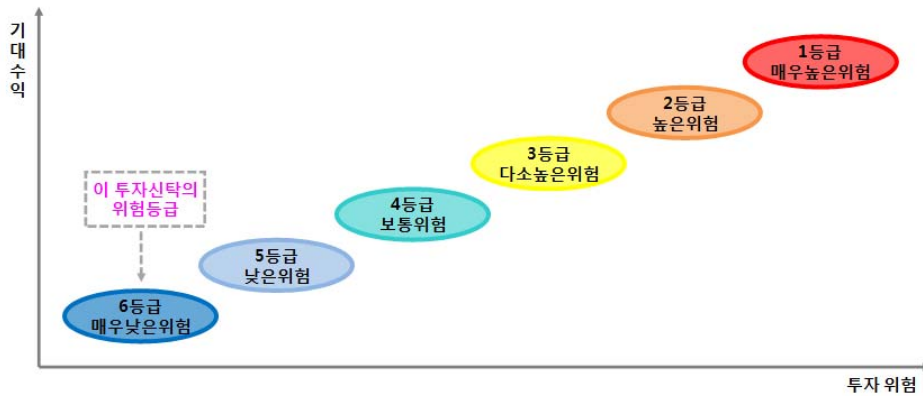 기대수익
1등급
매우높은위험
2등급
높은위험
3등급
다소높은위험
이 투자신탁의
위험등급
4등급
보통위험
5등급
낮은위험
6등급
매우낮은위험
투자 위험